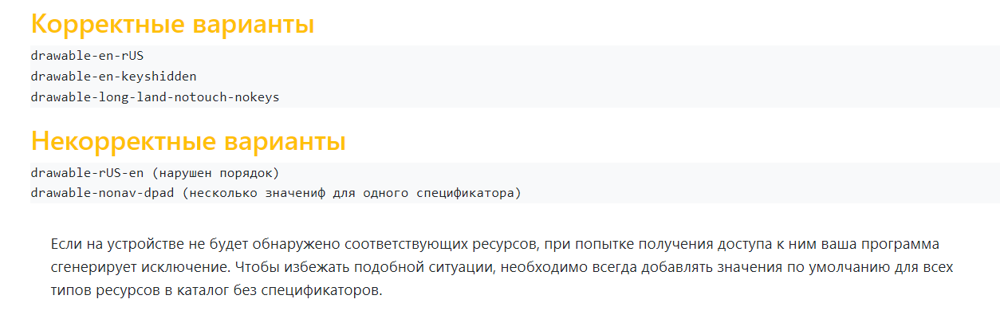 Корректные варианты
drawable-en-rUS
drawable-en-keyshidden
drawable-long-land-notouch-nokeys
Некорректные варианты
drawable-rUS-en (нарушен порядок)
drawable-nonav-dpad (несколько значениф для одного спецификатора)
Если на устройстве не будет обнаружено соответствующих ресурсов, при попытке получения доступа к ним ваша программа
сгенерирует исключение. Чтобы избежать подобной ситуации, необходимо всегда добавлять значения по умолчанию для всех
типов ресурсов в каталог без спецификаторов.